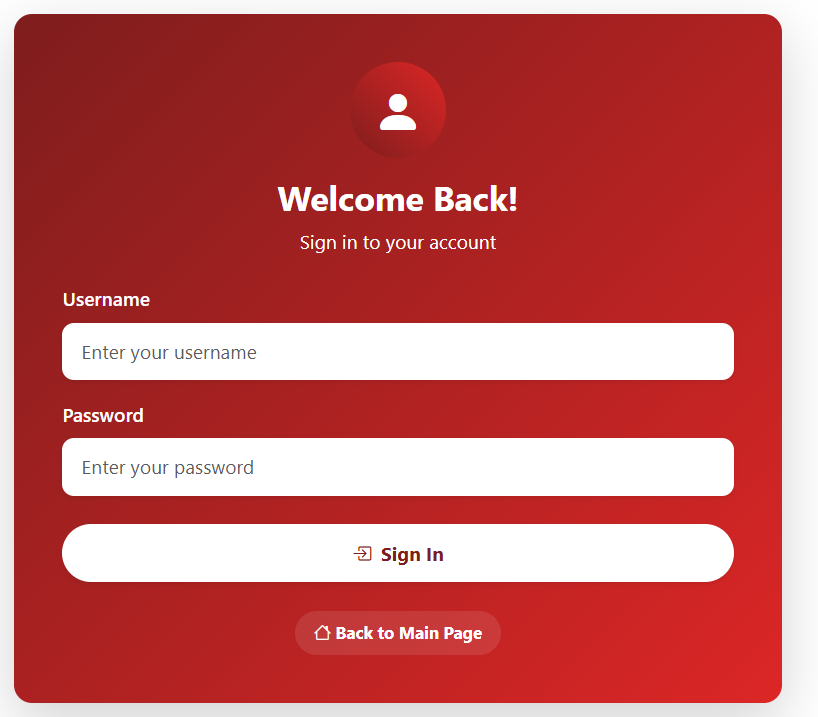 Welcome Back!
Sign in to your account
Username
Enter your username
Password
Enter your password
Sign In
Back to Main Page